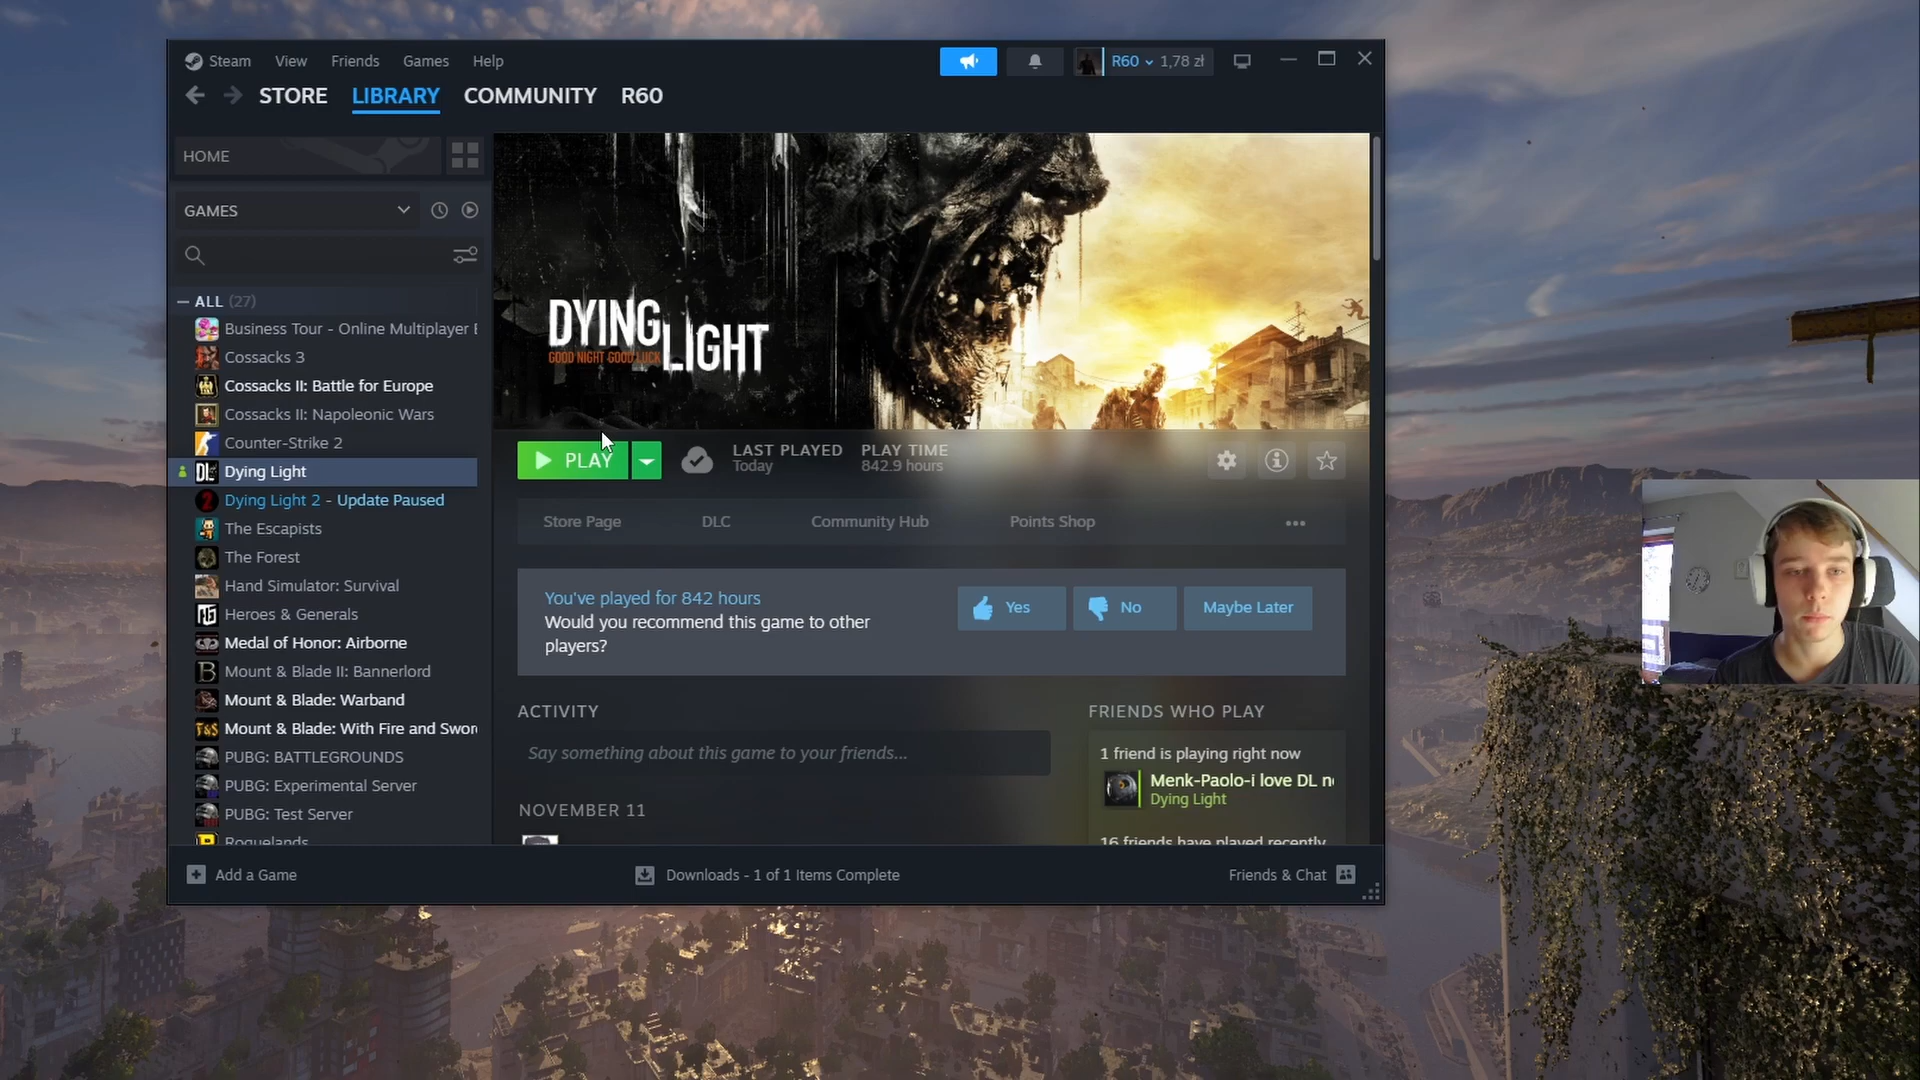 Steam View Friends Games Help
R60 1,78 zł
STORE LIBRARY COMMUNITY R60
HOME
GAMES
ALL (27)
Business Tour - Online Multiplayer
Cossacks 3
Cossacks II: Battle for Europe
Cossacks II: Napoleonic Wars
Counter-Strike 2
Dying Light
Dying Light 2 - Update Paused
The Escapists
The Forest
Hand Simulator: Survival
Heroes & Generals
Medal of Honor: Airborne
Mount & Blade II: Bannerlord
Mount & Blade: Warband
Mount & Blade: With Fire and Swor
PUBG: BATTLEGROUNDS
PUBG: Experimental Server
PUBG: Test Server
Roguelands
DYING LIGHT
GOOD NIGHT GOOD LUCK
PLAY
LAST PLAYED
Today
PLAY TIME
842.9 hours
Store Page DLC Community Hub Points Shop
You've played for 842 hours
Would you recommend this game to other
players?
Yes No Maybe Later
ACTIVITY
Say something about this game to your friends...
NOVEMBER 11
FRIENDS WHO PLAY
1 friend is playing right now
Menk-Paolo-i love DL n
Dying Light
16 friends have played recently
Add a Game
Downloads - 1 of 1 Items Complete
Friends & Chat